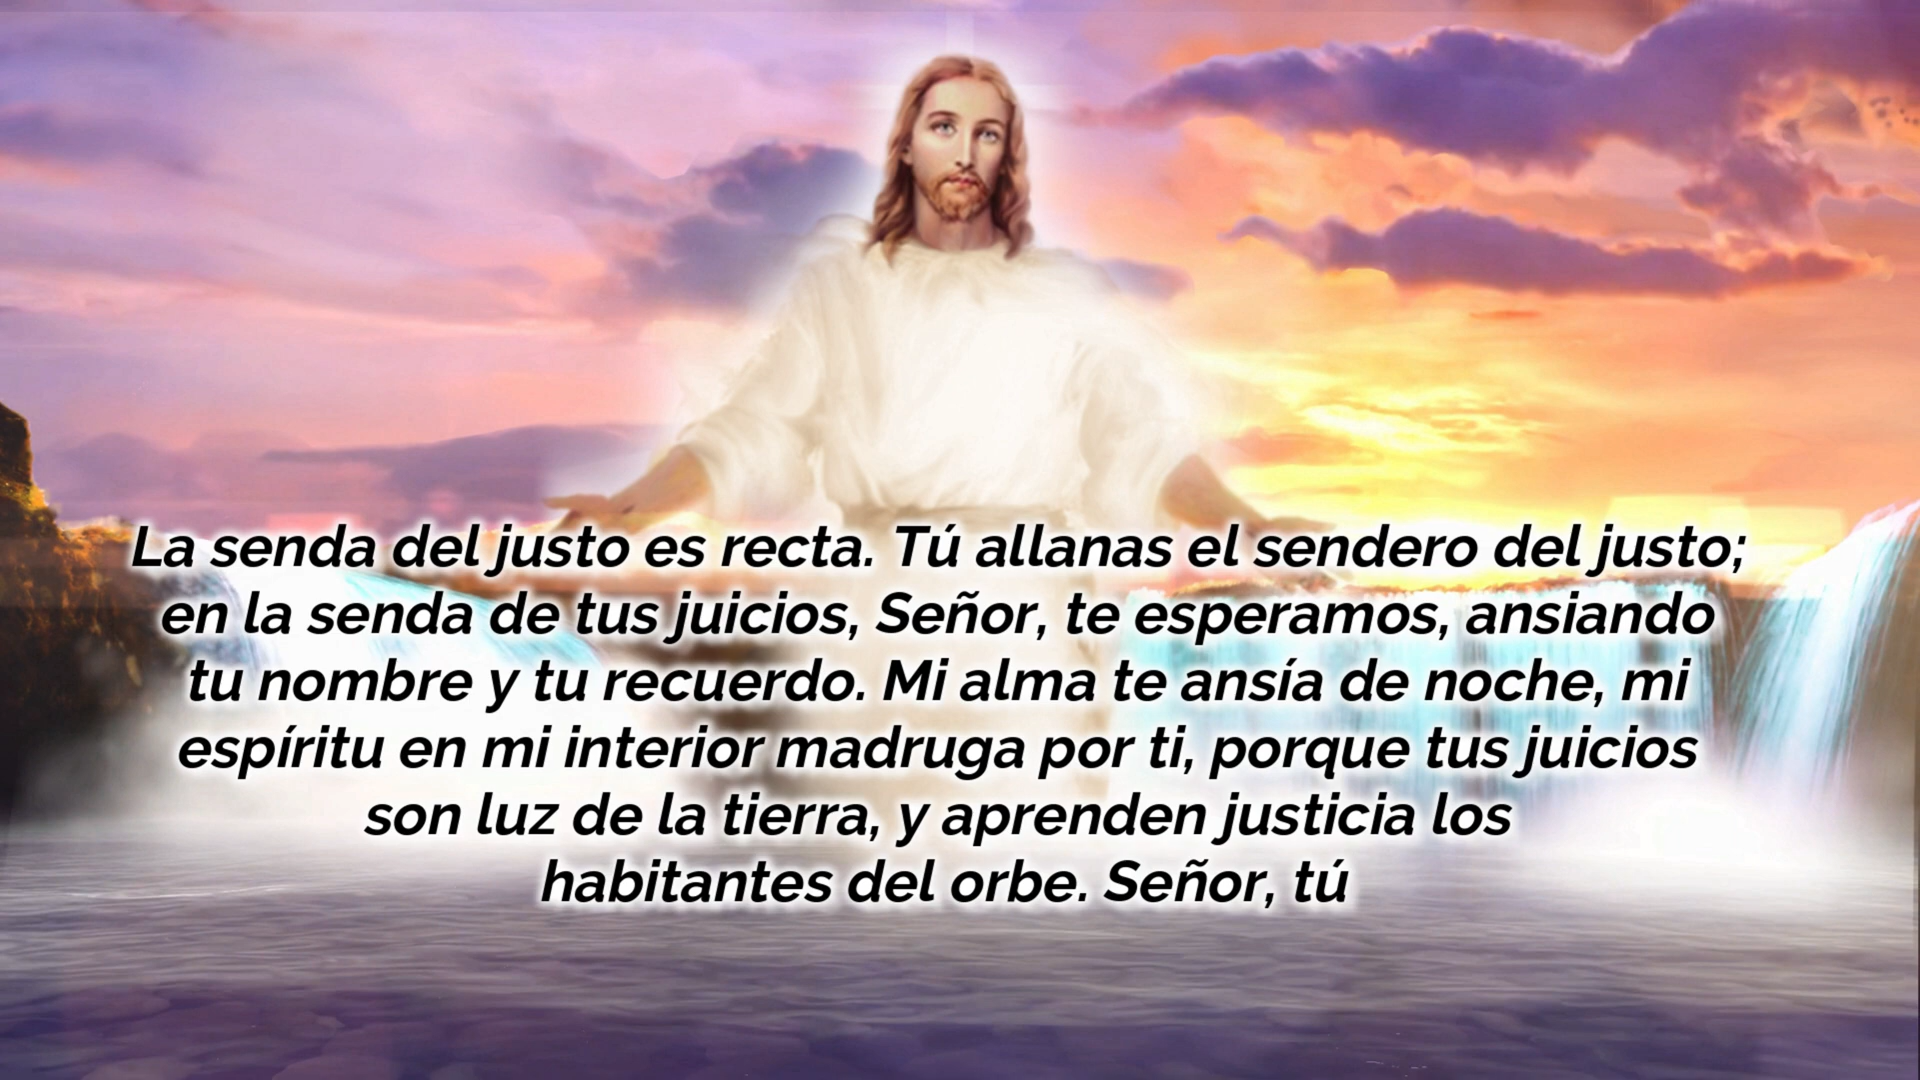 La senda del justo es recta. Tú allanas el sendero del justo;
en la senda de tus juicios, Señor, te esperamos, ansiando
tu nombre y tu recuerdo. Mi alma te ansía de noche, mi
espíritu en mi interior madruga por ti, porque tus juicios
son luz de la tierra, y aprenden justicia los
habitantes del orbe. Señor, tú